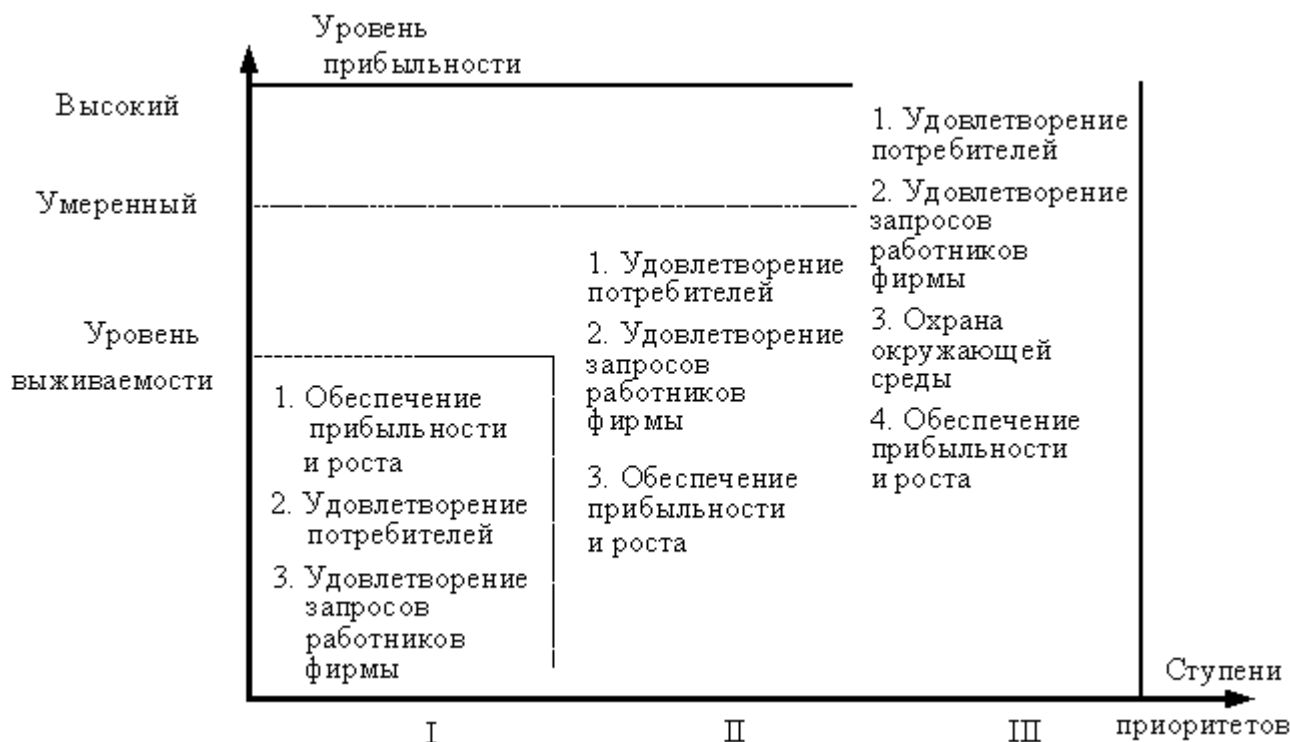 Уровень
прибыльности
Высокий
Умеренный
Уровень
выживаемости
1. Обеспечение
прибыльности
и роста
2. Удовлетворение
потребителей
3. Удовлетворение
запросов
работников
фирмы
1. Удовлетворение
потребителей
2. Удовлетворение
запросов
работников
фирмы
3. Обеспечение
прибыльности
и роста
1. Удовлетворение
потребителей
2. Удовлетворение
запросов
работников
фирмы
3. Охрана
окружающей
среды
4. Обеспечение
прибыльности
и роста
I
II
III
Ступени
приоритетов